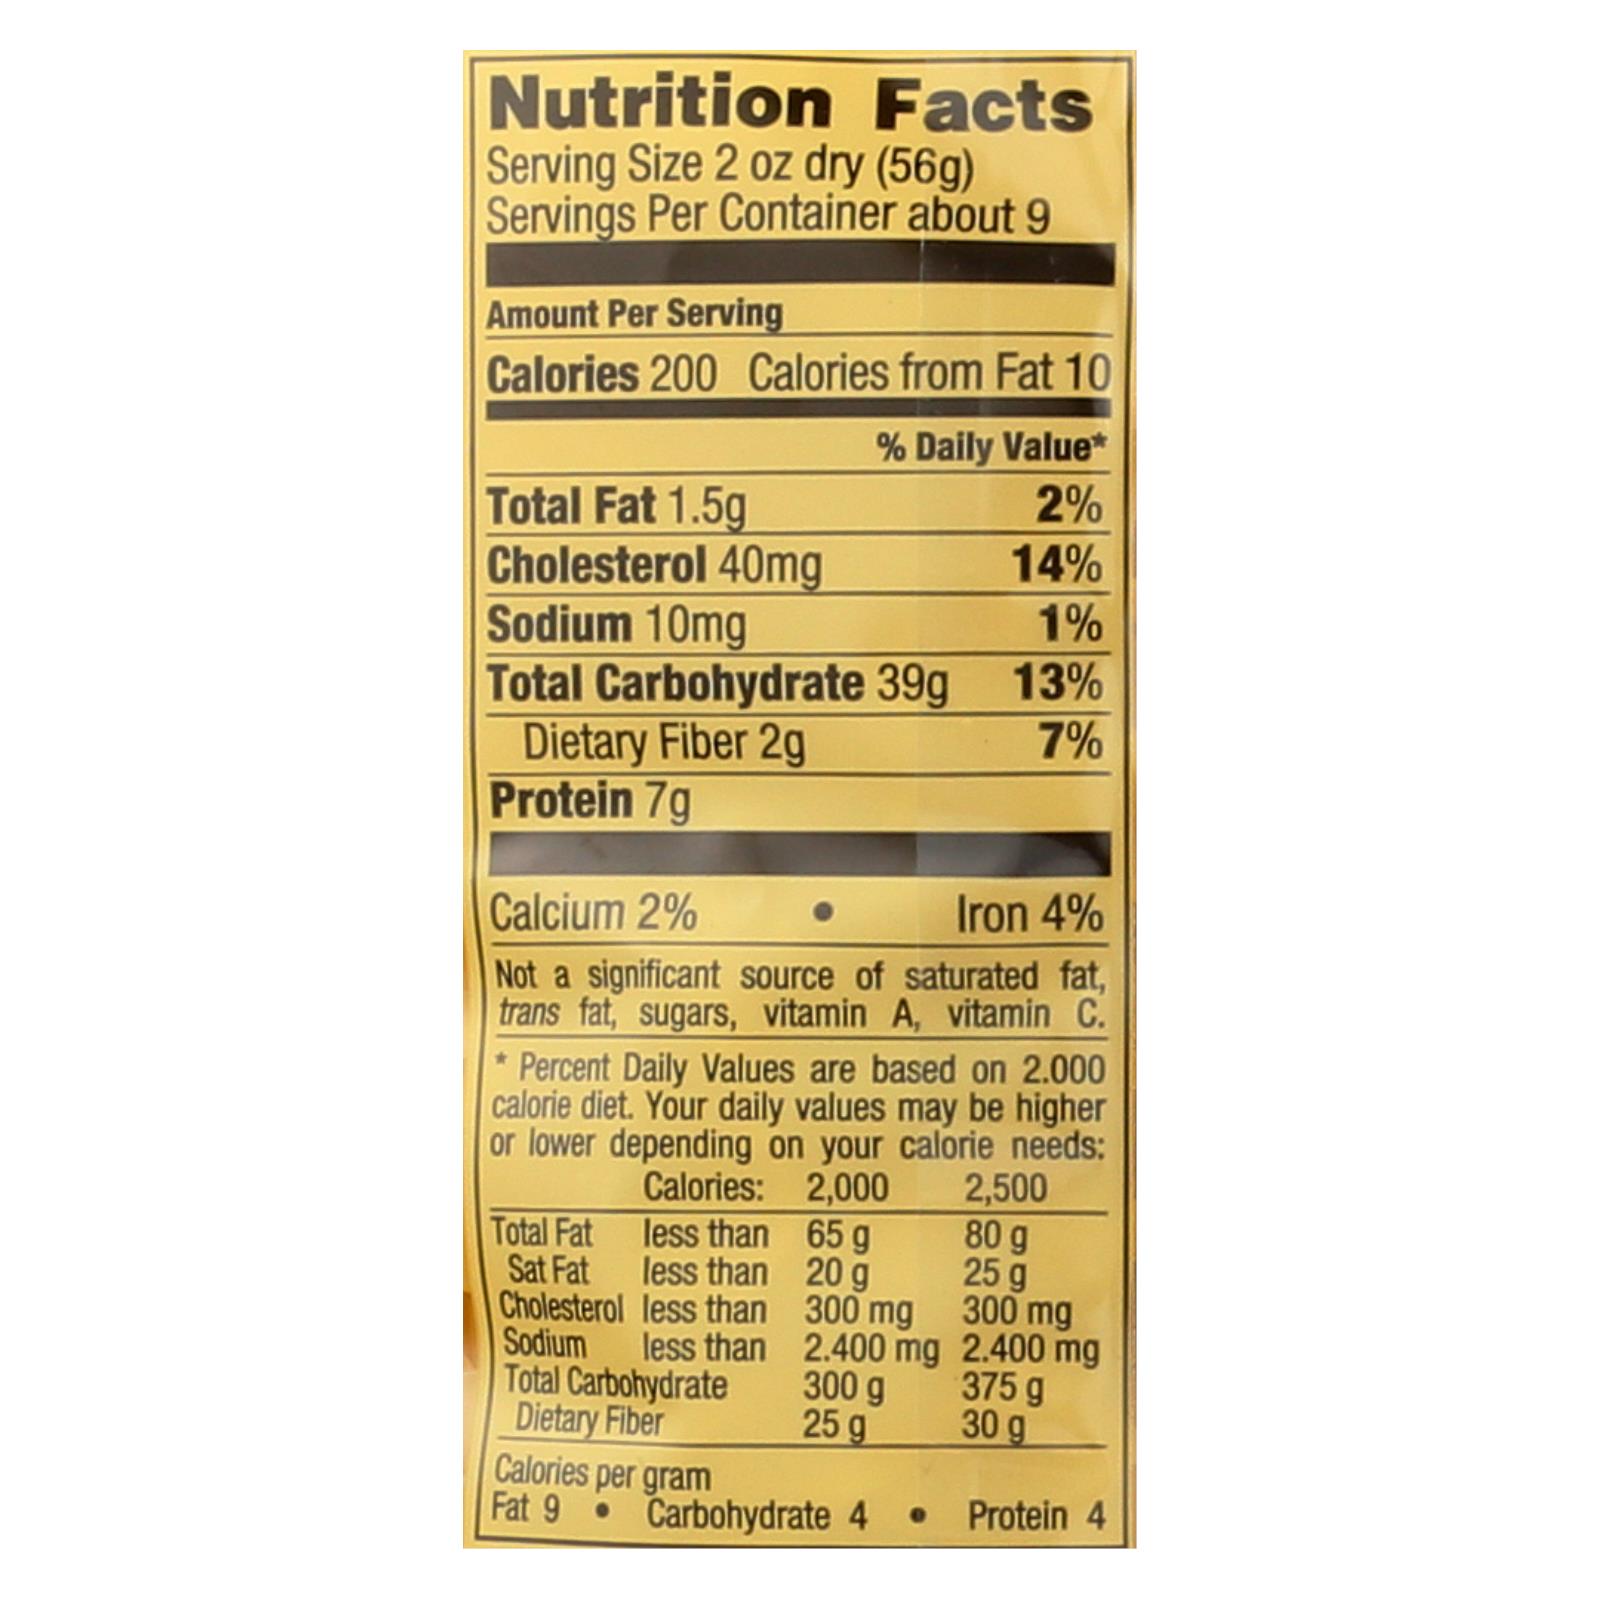 Nutrition Facts
Serving Size 2 oz dry (56g)
Servings Per Container about 9
Amount Per Serving
Calories 200 Calories from Fat 10
% Daily Value*
Total Fat 1.5g 2%
Cholesterol 40mg 14%
Sodium 10mg 1%
Total Carbohydrate 39g 13%
Dietary Fiber 2g 7%
Protein 7g
Calcium 2% • Iron 4%
Not a significant source of saturated fat,
trans fat, sugars, vitamin A, vitamin C.
* Percent Daily Values are based on 2.000
calorie diet. Your daily values may be higher
or lower depending on your calorie needs:
Calories: 2,000 2,500
Total Fat less than 65 g 80 g
Sat Fat less than 20 g 25 g
Cholesterol less than 300 mg 300 mg
Sodium less than 2.400 mg 2.400 mg
Total Carbohydrate 300 g 375 g
Dietary Fiber 25 g 30 g
Calories per gram
Fat 9 • Carbohydrate 4 • Protein 4